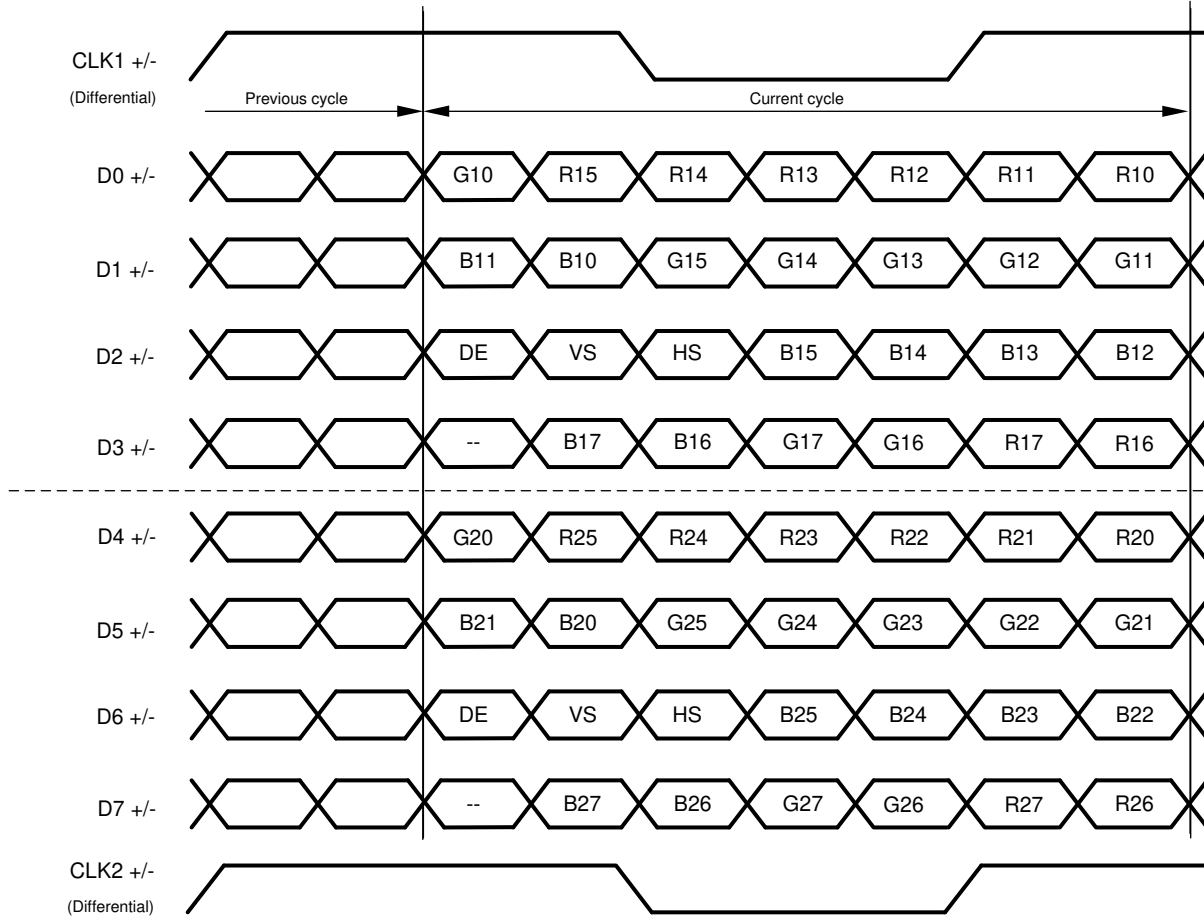 CLK1 +/-
(Differential)
Previous cycle Current cycle
D0 +/- G10 R15 R14 R13 R12 R11 R10
D1 +/- B11 B10 G15 G14 G13 G12 G11
D2 +/- DE VS HS B15 B14 B13 B12
D3 +/- -- B17 B16 G17 G16 R17 R16
D4 +/- G20 R25 R24 R23 R22 R21 R20
D5 +/- B21 B20 G25 G24 G23 G22 G21
D6 +/- DE VS HS B25 B24 B23 B22
D7 +/- -- B27 B26 G27 G26 R27 R26
CLK2 +/-
(Differential)